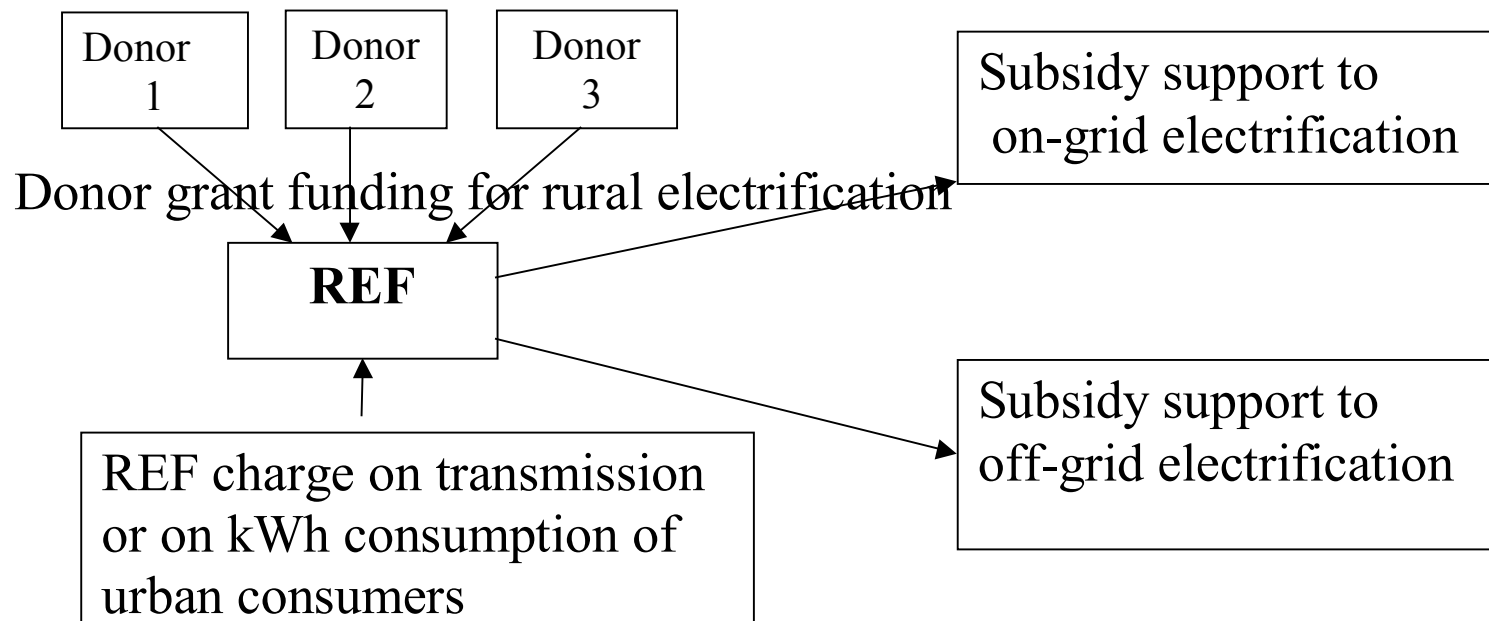 Donor
1
Donor
2
Donor
3
Subsidy support to
on-grid electrification
Donor grant funding for rural electrification
REF
Subsidy support to
off-grid electrification
REF charge on transmission
or on kWh consumption of
urban consumers